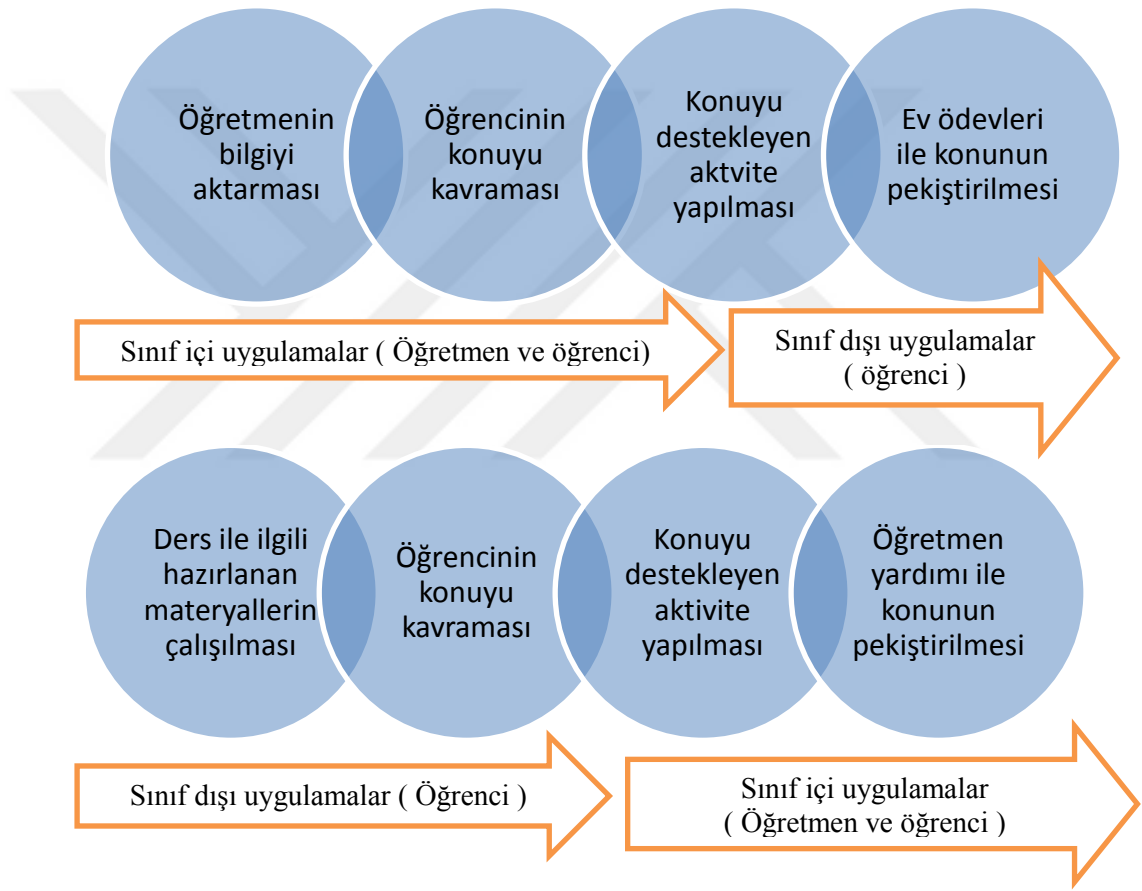 Öğretmenin
bilgiyi
aktarması
Öğrencinin
konuyu
kavraması
Konuyu
destekleyen
aktvite
yapılması
Ev ödevleri
ile konunun
pekiştirilmesi
Sınıf içi uygulamalar ( Öğretmen ve öğrenci)
Sınıf dışı uygulamalar
( öğrenci )
Ders ile ilgili
hazırlanan
materyallerin
çalışılması
Öğrencinin
konuyu
kavraması
Konuyu
destekleyen
aktivite
yapılması
Öğretmen
yardımı ile
konunun
pekiştirilmesi
Sınıf dışı uygulamalar ( Öğrenci )
Sınıf içi uygulamalar
( Öğretmen ve öğrenci )